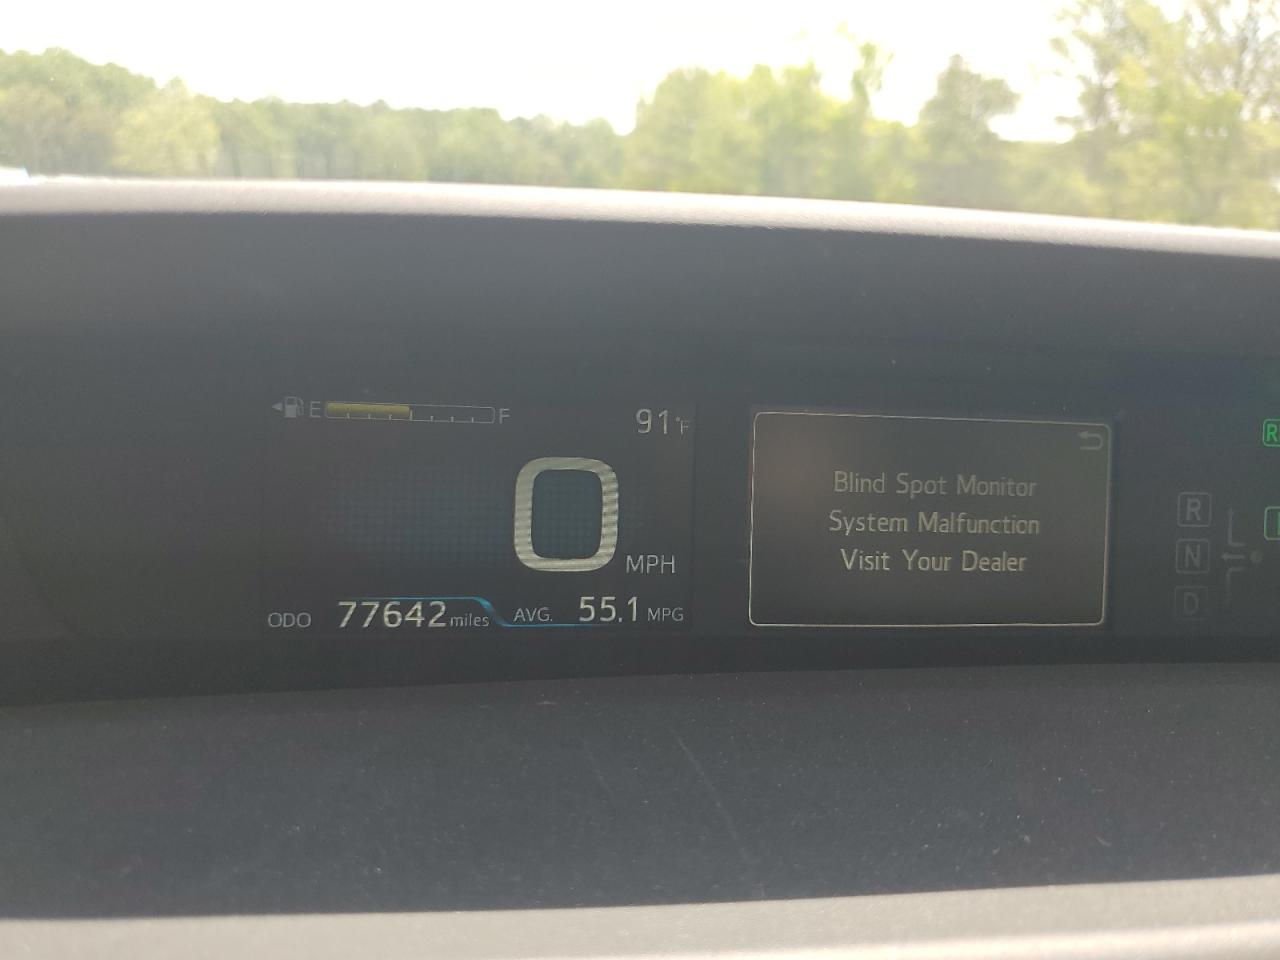 E F
91°F
0 MPH
ODO 77642 miles AVG. 55.1 MPG
Blind Spot Monitor
System Malfunction
Visit Your Dealer
R
N
D
R